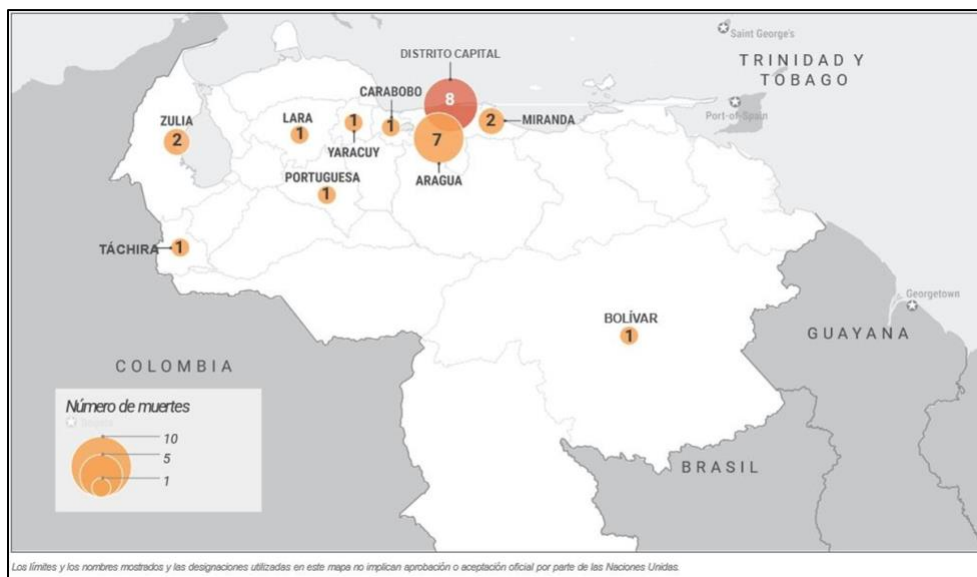 Saint George's
DISTRITO CAPITAL
TRINIDAD Y
TOBAGO
CARABOBO
8
Port-of-Spain
ZULIA
LARA
1
1
2
MIRANDA
2
1
YARACUY
7
PORTUGUESA
ARAGUA
1
TÁCHIRA
1
Georgetown
BOLÍVAR
1
GUAYANA
COLOMBIA
Número de muertes
10
5
1
BRASIL
Los límites y los nombres mostrados y las designaciones utilizadas en este mapa no implican aprobación o aceptación oficial por parte de las Naciones Unidas.